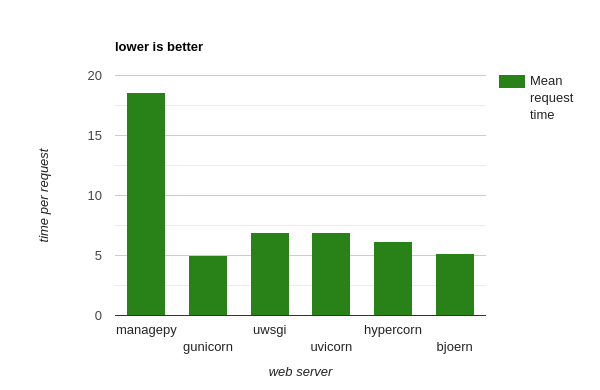 lower is better
20
15
10
5
0
time per request
Mean
request
time
managepy
gunicorn
uwsgi
uvicorn
hypercorn
bjoern
web server